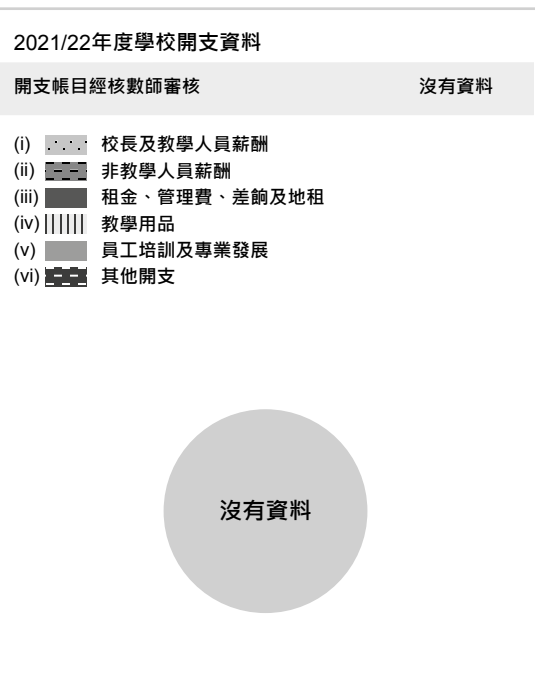 2021/22年度學校開支資料
開支帳目經核數師審核 沒有資料
(i) 校長及教學人員薪酬
(ii) 非教學人員薪酬
(iii) 租金、管理費、差餉及地租
(iv) 教學用品
(v) 員工培訓及專業發展
(vi) 其他開支
沒有資料